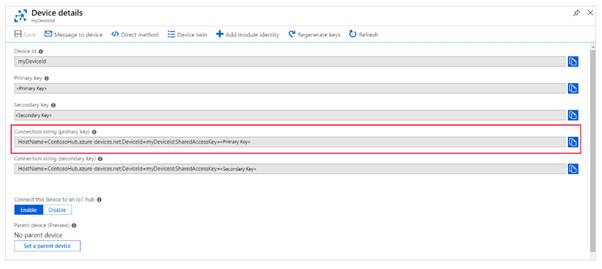 Device details
myDeviceId
Save Message to device Direct method Device twin Add module identity Regenerate keys Refresh
Device Id
myDeviceId
Primary key
<Primary Key>
Secondary key
<Secondary Key>
Connection string (primary key)
HostName=ContosoHub.azure-devices.net;DeviceId=myDeviceId;SharedAccessKey=<Primary Key>
Connection string (secondary key)
HostName=ContosoHub.azure-devices.net;DeviceId=myDeviceId;SharedAccessKey=<Secondary Key>
Connect this device to an IoT hub
Enable Disable
Parent device (Preview)
No parent device
Set a parent device